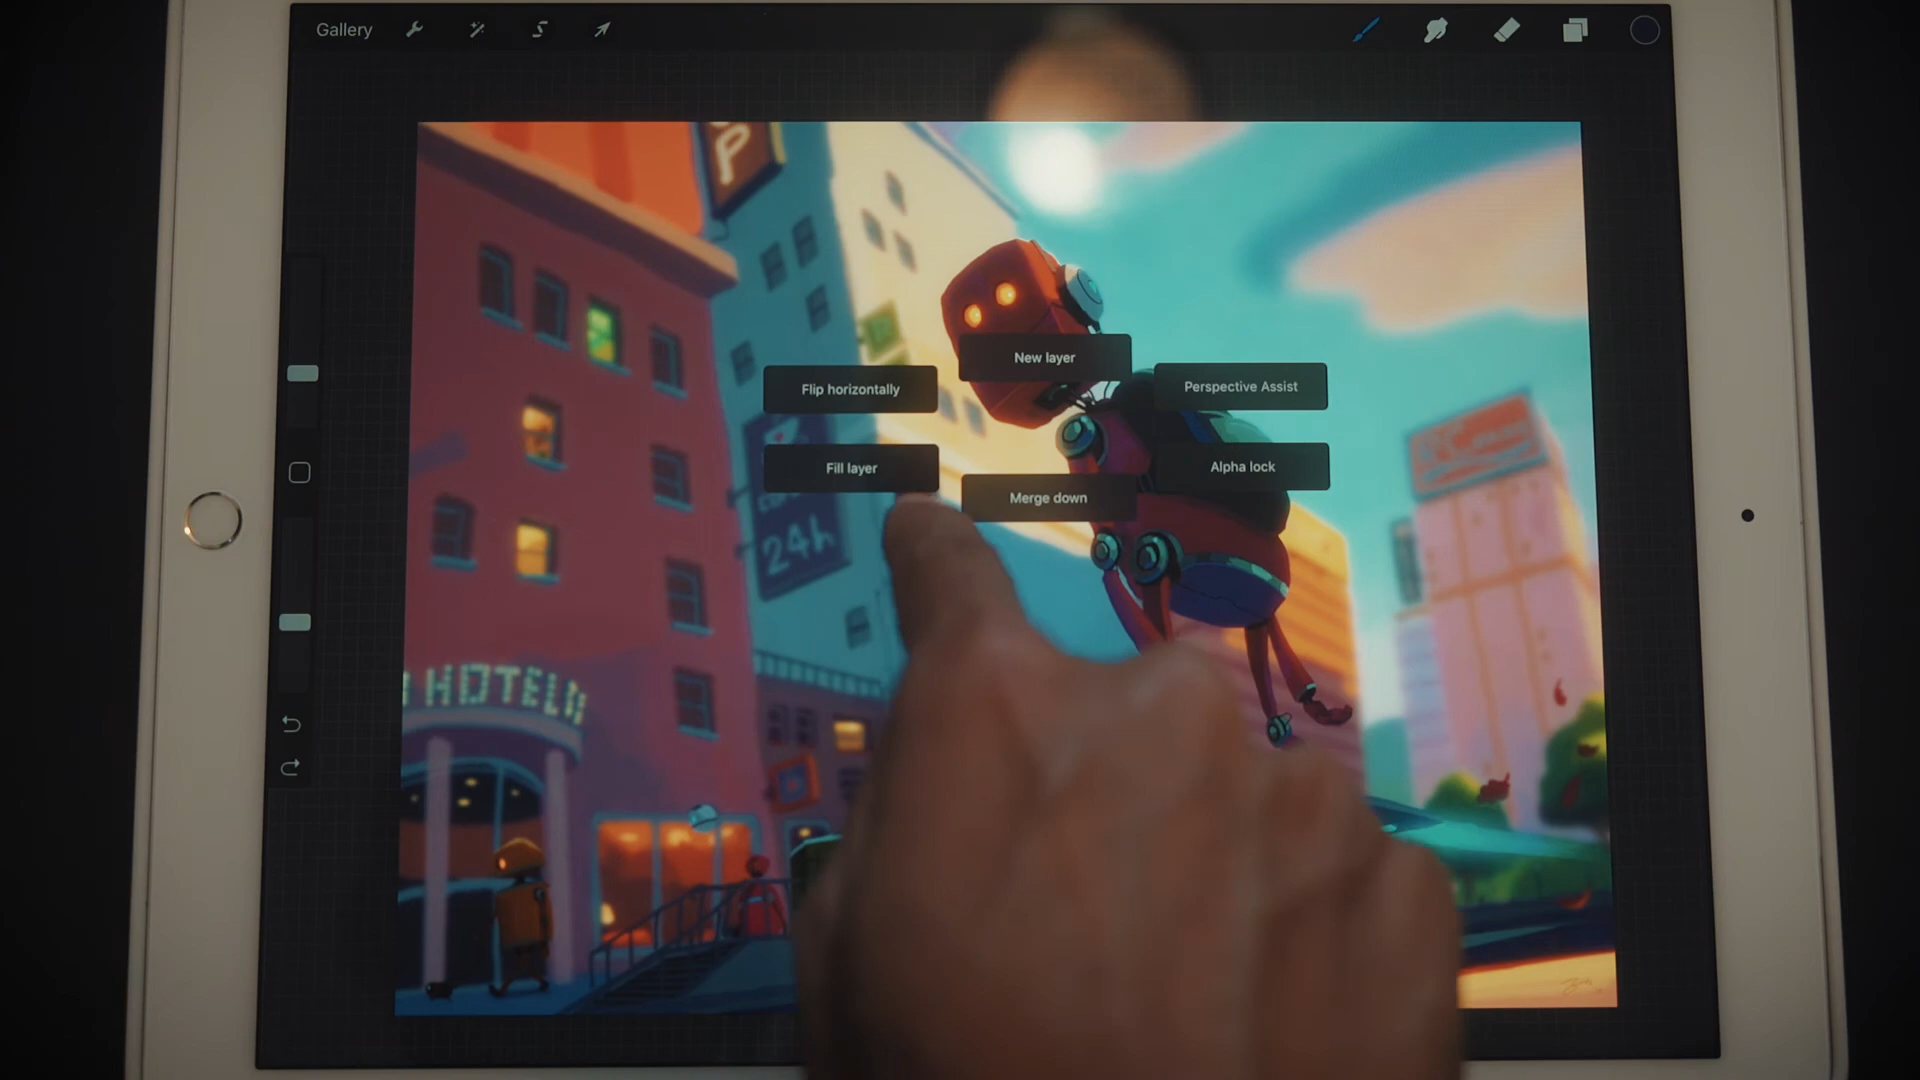 Gallery
P
New layer
Flip horizontally
Perspective Assist
Fill layer
Alpha lock
Merge down
24h
HOTEL